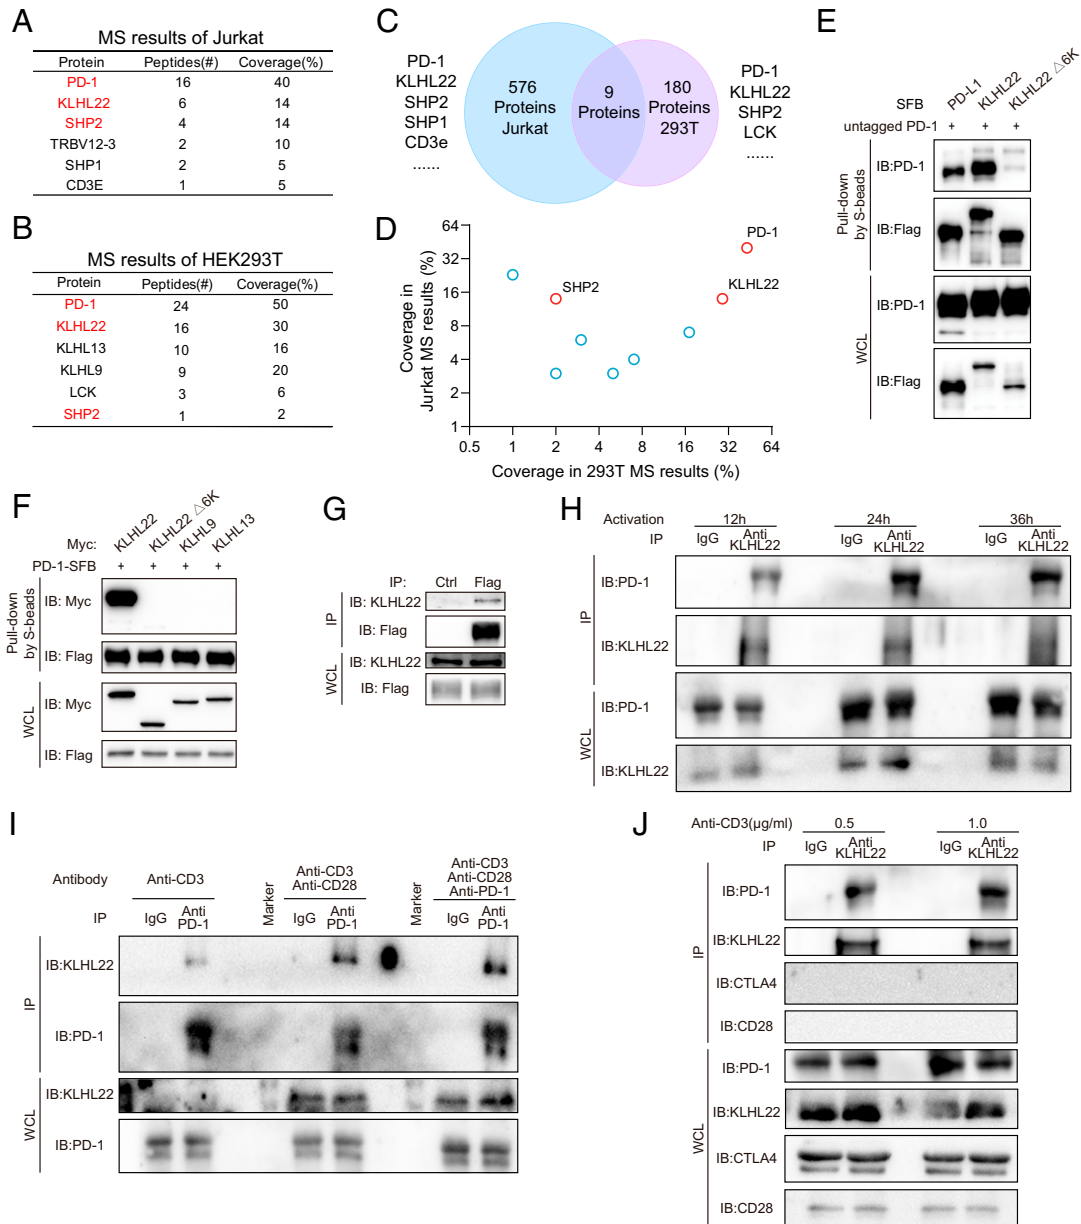 A
MS results of Jurkat
Protein Peptides(#) Coverage(%)
PD-1 16 40
KLHL22 6 14
SHP2 4 14
TRBV12-3 2 10
SHP1 2 5
CD3E 1 5
B
MS results of HEK293T
Protein Peptides(#) Coverage(%)
PD-1 24 50
KLHL22 16 30
KLHL13 10 16
KLHL9 9 20
LCK 3 6
SHP2 1 2
C
PD-1
KLHL22
SHP2
SHP1
CD3e
......
576
Proteins
Jurkat
9
Proteins
180
Proteins
293T
PD-1
KLHL22
SHP2
LCK
......
D
Coverage in
Jurkat MS results (%)
64
32
16
8
4
2
1
PD-1
SHP2
KLHL22
0.5 1 2 4 8 16 32 64
Coverage in 293T MS results (%)
E
SFB PD-L1 KLHL22 KLHL22 △6K
untagged PD-1 + + +
Pull-down
by S-beads
IB:PD-1
IB:Flag
WCL
IB:PD-1
IB:Flag
F
Myc: KLHL22 KLHL22 △6K KLHL9 KLHL13
PD-1-SFB + + + +
Pull-down
by S-beads
IB: Myc
IB: Flag
WCL
IB: Myc
IB: Flag
G
IP: Ctrl Flag
IP
IB: KLHL22
IB: Flag
WCL
IB: KLHL22
IB: Flag
H
Activation 12h 24h 36h
IP IgG Anti KLHL22 IgG Anti KLHL22 IgG Anti KLHL22
IP
IB:PD-1
IB:KLHL22
WCL
IB:PD-1
IB:KLHL22
I
Antibody Anti-CD3 Marker Anti-CD3 Anti-CD28 Marker Anti-CD3 Anti-CD28 Anti-PD-1
IP IgG Anti PD-1 IgG Anti PD-1 IgG Anti PD-1
IP
IB:KLHL22
IB:PD-1
WCL
IB:KLHL22
IB:PD-1
J
Anti-CD3(μg/ml) 0.5 1.0
IP IgG Anti KLHL22 IgG Anti KLHL22
IP
IB:PD-1
IB:KLHL22
IB:CTLA4
IB:CD28
WCL
IB:PD-1
IB:KLHL22
IB:CTLA4
IB:CD28